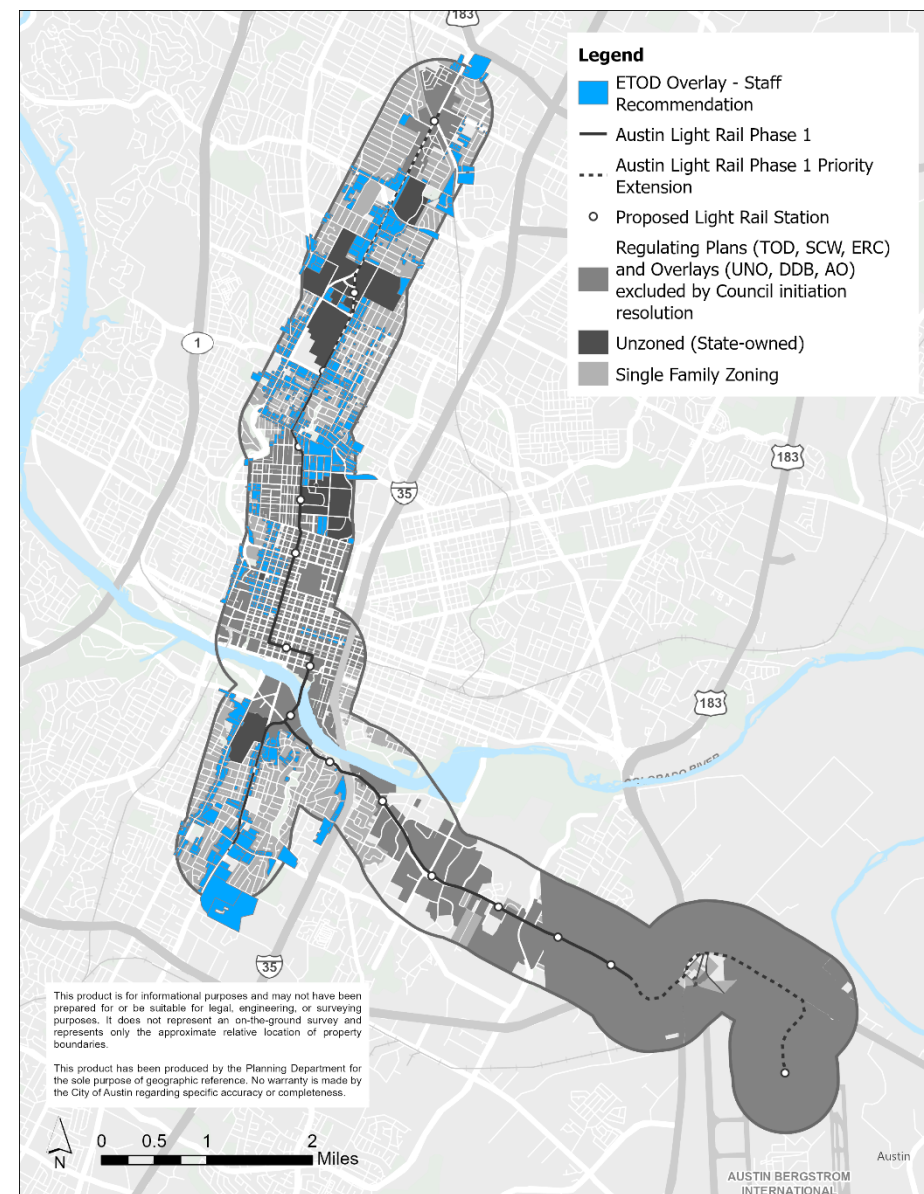 183
Legend
ETOD Overlay - Staff
Recommendation
Austin Light Rail Phase 1
Austin Light Rail Phase 1 Priority
Extension
Proposed Light Rail Station
Regulating Plans (TOD, SCW, ERC)
and Overlays (UNO, DDB, AO)
excluded by Council initiation
resolution
Unzoned (State-owned)
Single Family Zoning
1
183
35
183
COLORADO RIVER
35
This product is for informational purposes and may not have been
prepared for or be suitable for legal, engineering, or surveying
purposes. It does not represent an on-the-ground survey and
represents only the approximate relative location of property
boundaries.
This product has been produced by the Planning Department for
the sole purpose of geographic reference. No warranty is made by
the City of Austin regarding specific accuracy or completeness.
N
0 0.5 1 2
Miles
Austin
AUSTIN BERGSTROM
INTERNATIONAL